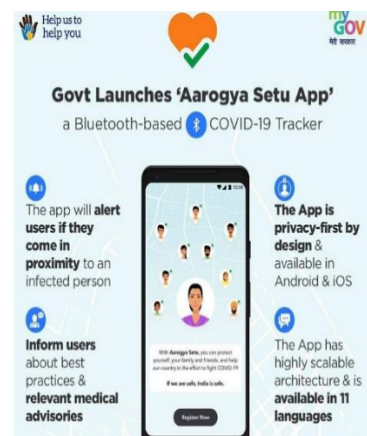 Help us to
help you
my
GOV
मेरी सरकार
Govt Launches ‘Aarogya Setu App’
a Bluetooth-based COVID-19 Tracker
The app will alert
users if they
come in
proximity to an
infected person
Inform users
about best
practices &
relevant medical
advisories
10:00
With Aarogya Setu, you can protect
yourself, your family and friends, and help
our country in the effort to fight COVID-19
If we are safe, India is safe.
Register Now
The App is
privacy-first by
design &
available in
Android & iOS
The App has
highly scalable
architecture & is
available in 11
languages